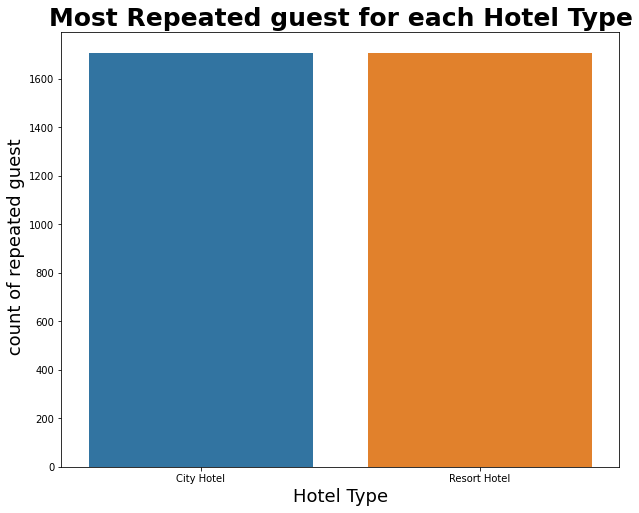 Most Repeated guest for each Hotel Type
count of repeated guest
1600
1400
1200
1000
800
600
400
200
0
City Hotel
Resort Hotel
Hotel Type